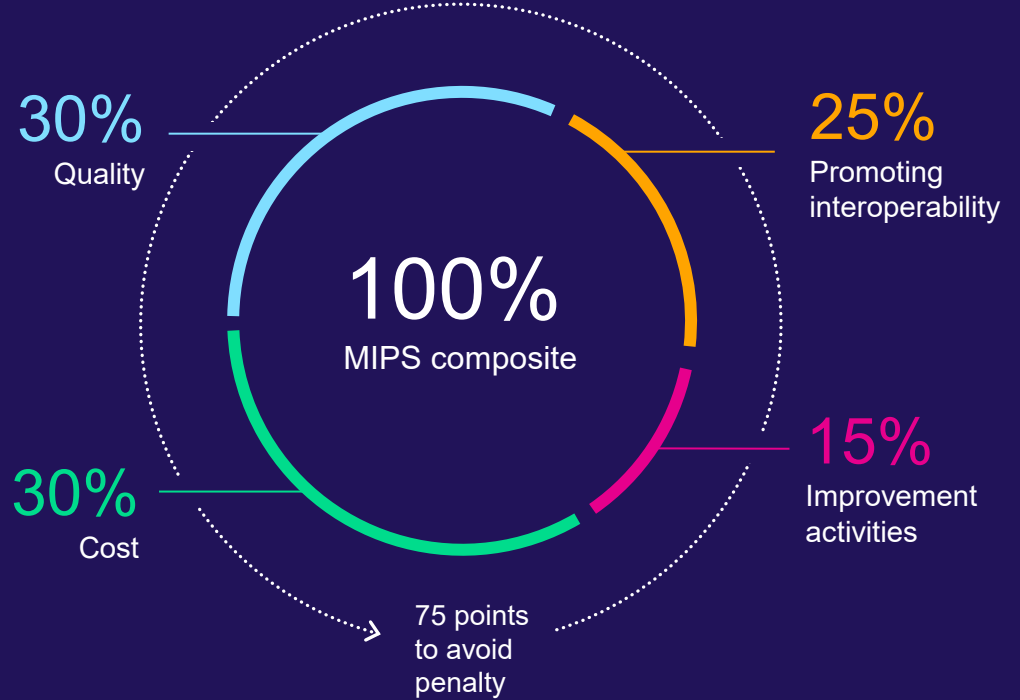 30%
Quality
25%
Promoting
interoperability
100%
MIPS composite
30%
Cost
15%
Improvement
activities
75 points
to avoid
penalty